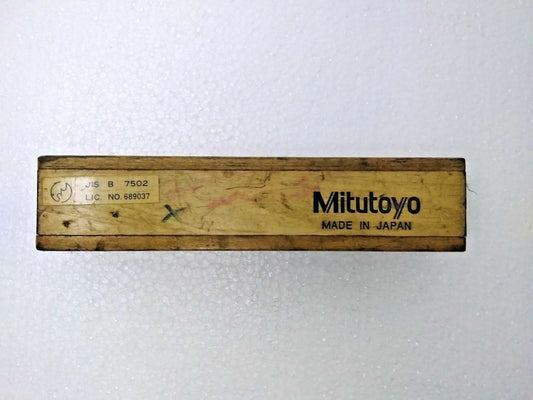 JIS B 7502
LIC. NO. 689037
Mitutoyo
MADE IN JAPAN